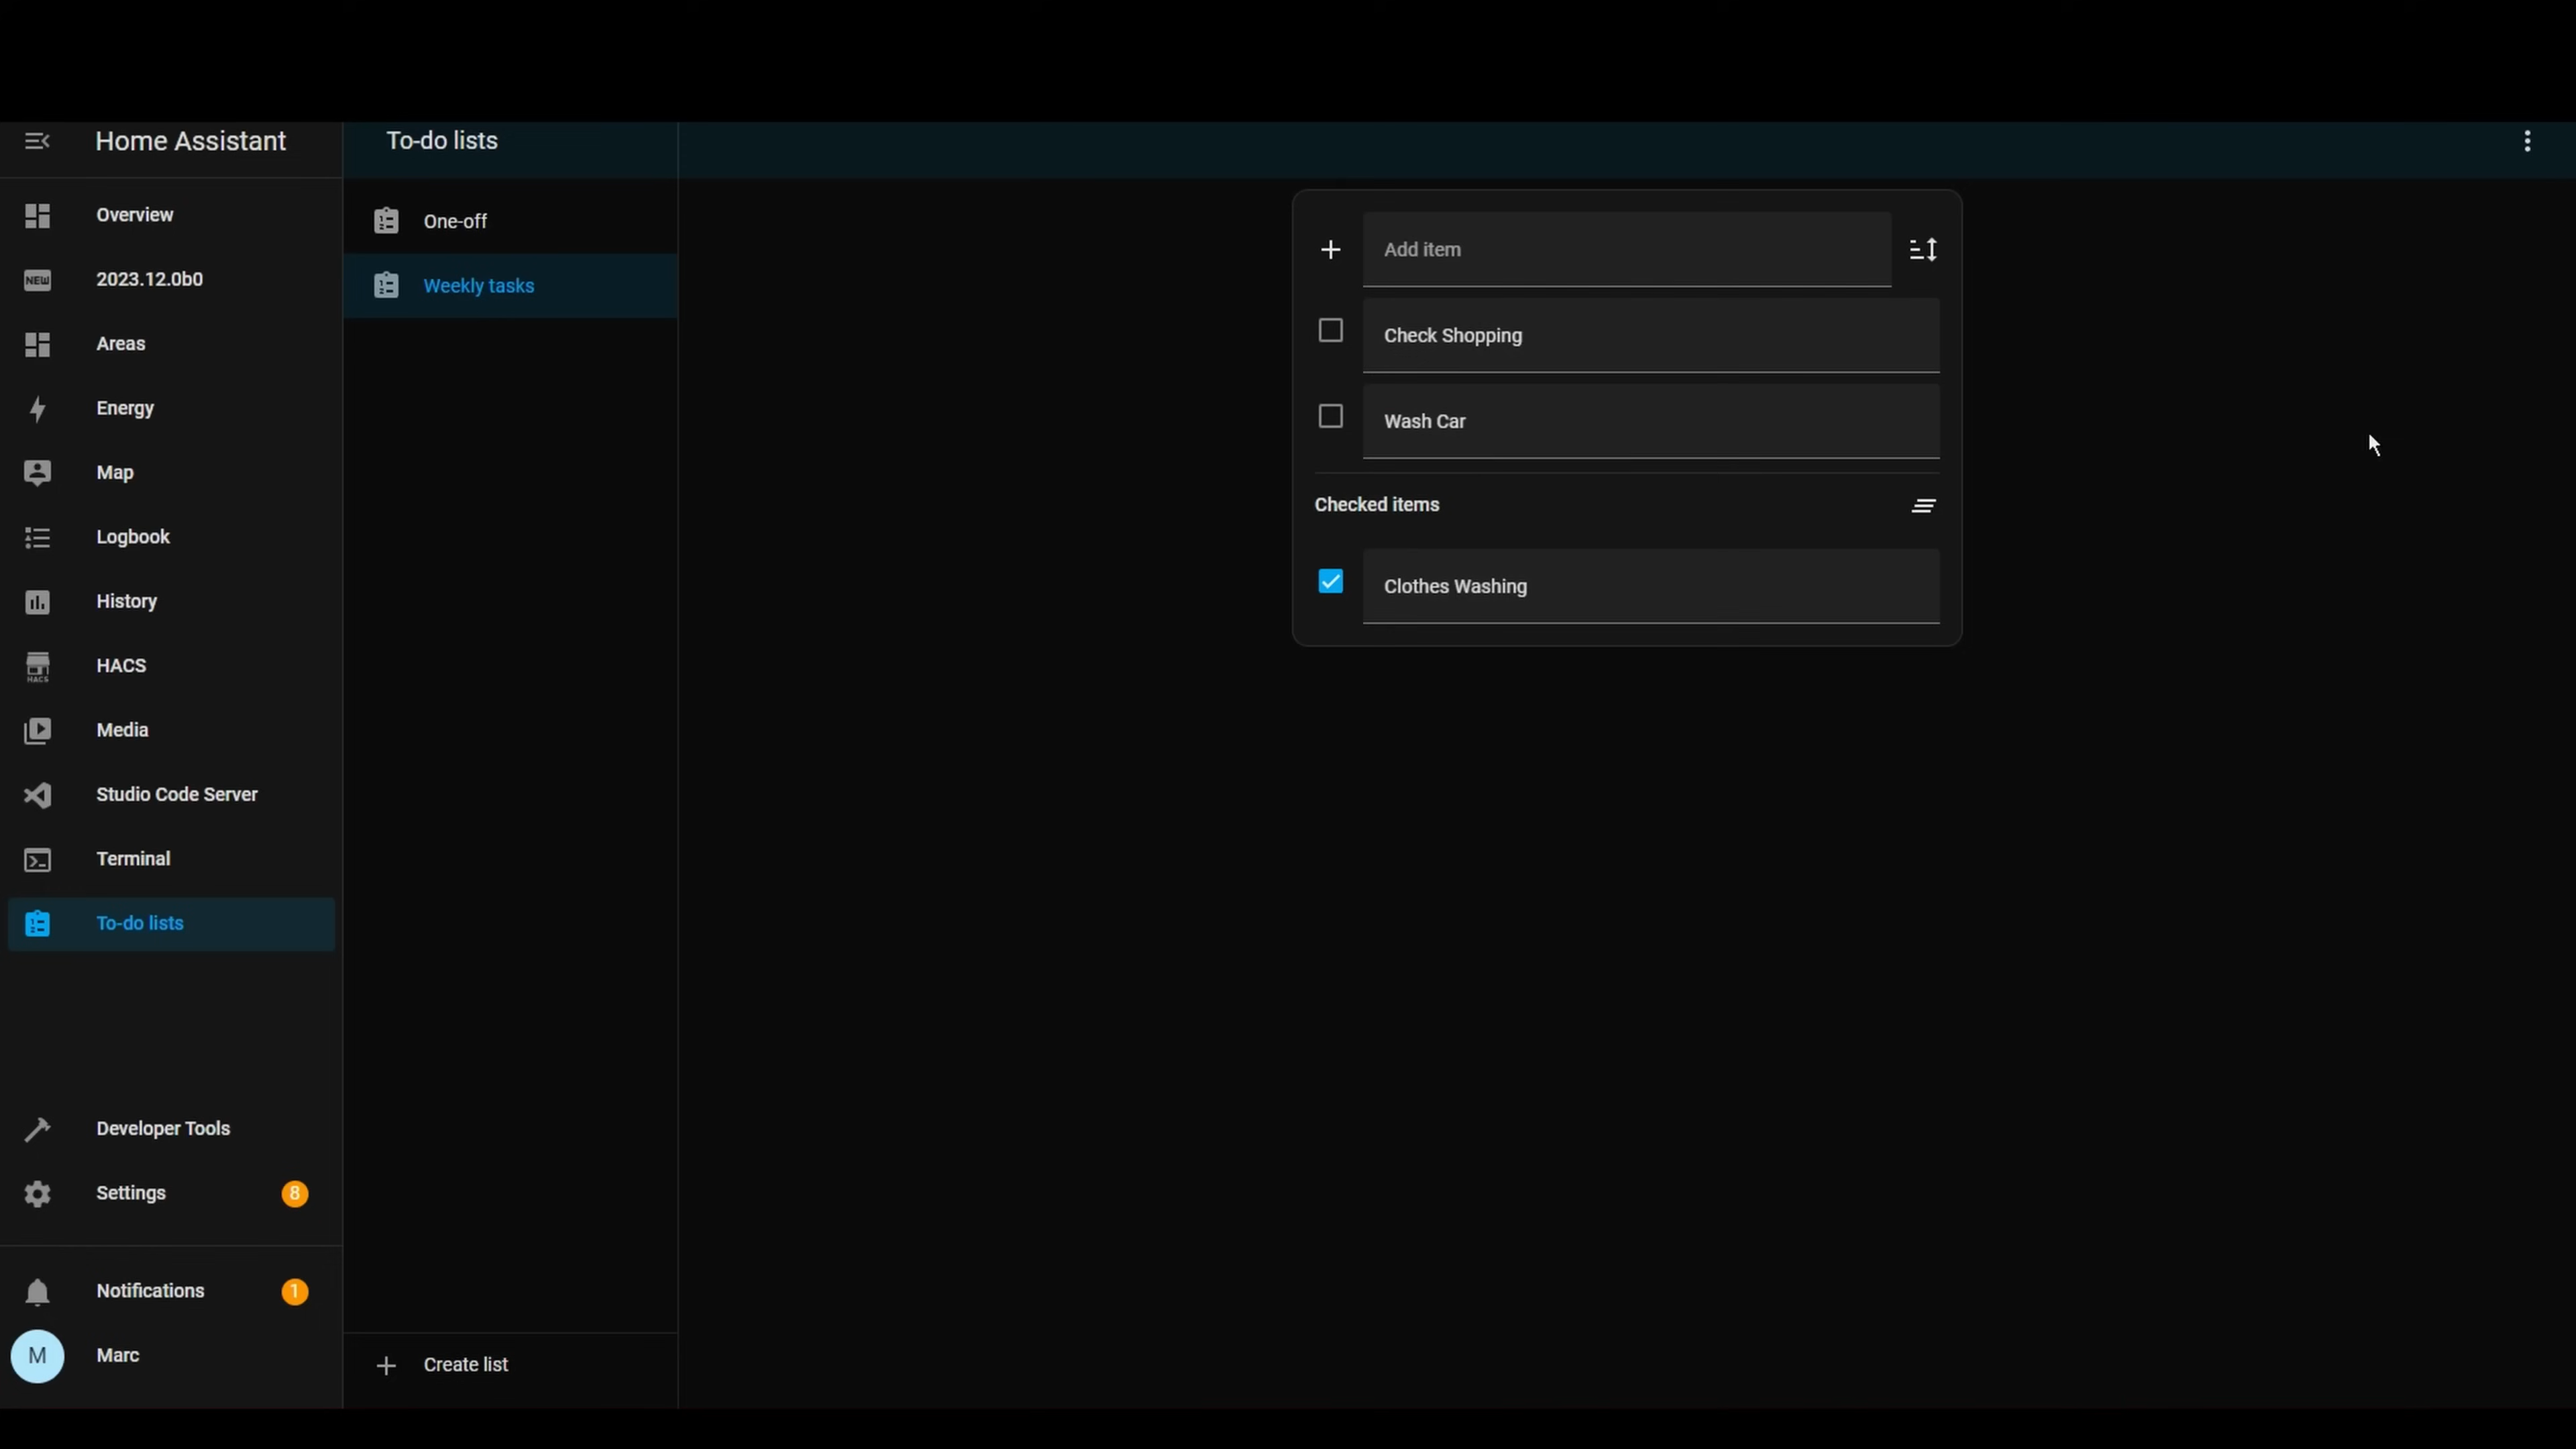 Home Assistant
Overview
NEW
2023.12.0b0
Areas
Energy
Map
Logbook
History
HACS
HACS
Media
Studio Code Server
Terminal
To-do lists
Developer Tools
Settings
8
Notifications
1
M
Marc
To-do lists
One-off
Weekly tasks
Create list
Add item
Check Shopping
Wash Car
Checked items
Clothes Washing